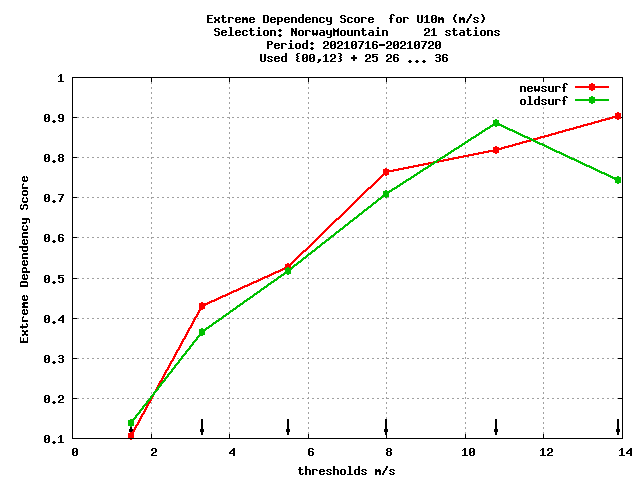 Extreme Dependency Score  for U10m (m/s)
Selection: NorwayMountain     21 stations
Period: 20210716-20210720
Used {00,12} + 25 26 ... 36
newsurf
oldsurf
Extreme Dependency Score
1
0.9
0.8
0.7
0.6
0.5
0.4
0.3
0.2
0.1
0 2 4 6 8 10 12 14
thresholds m/s